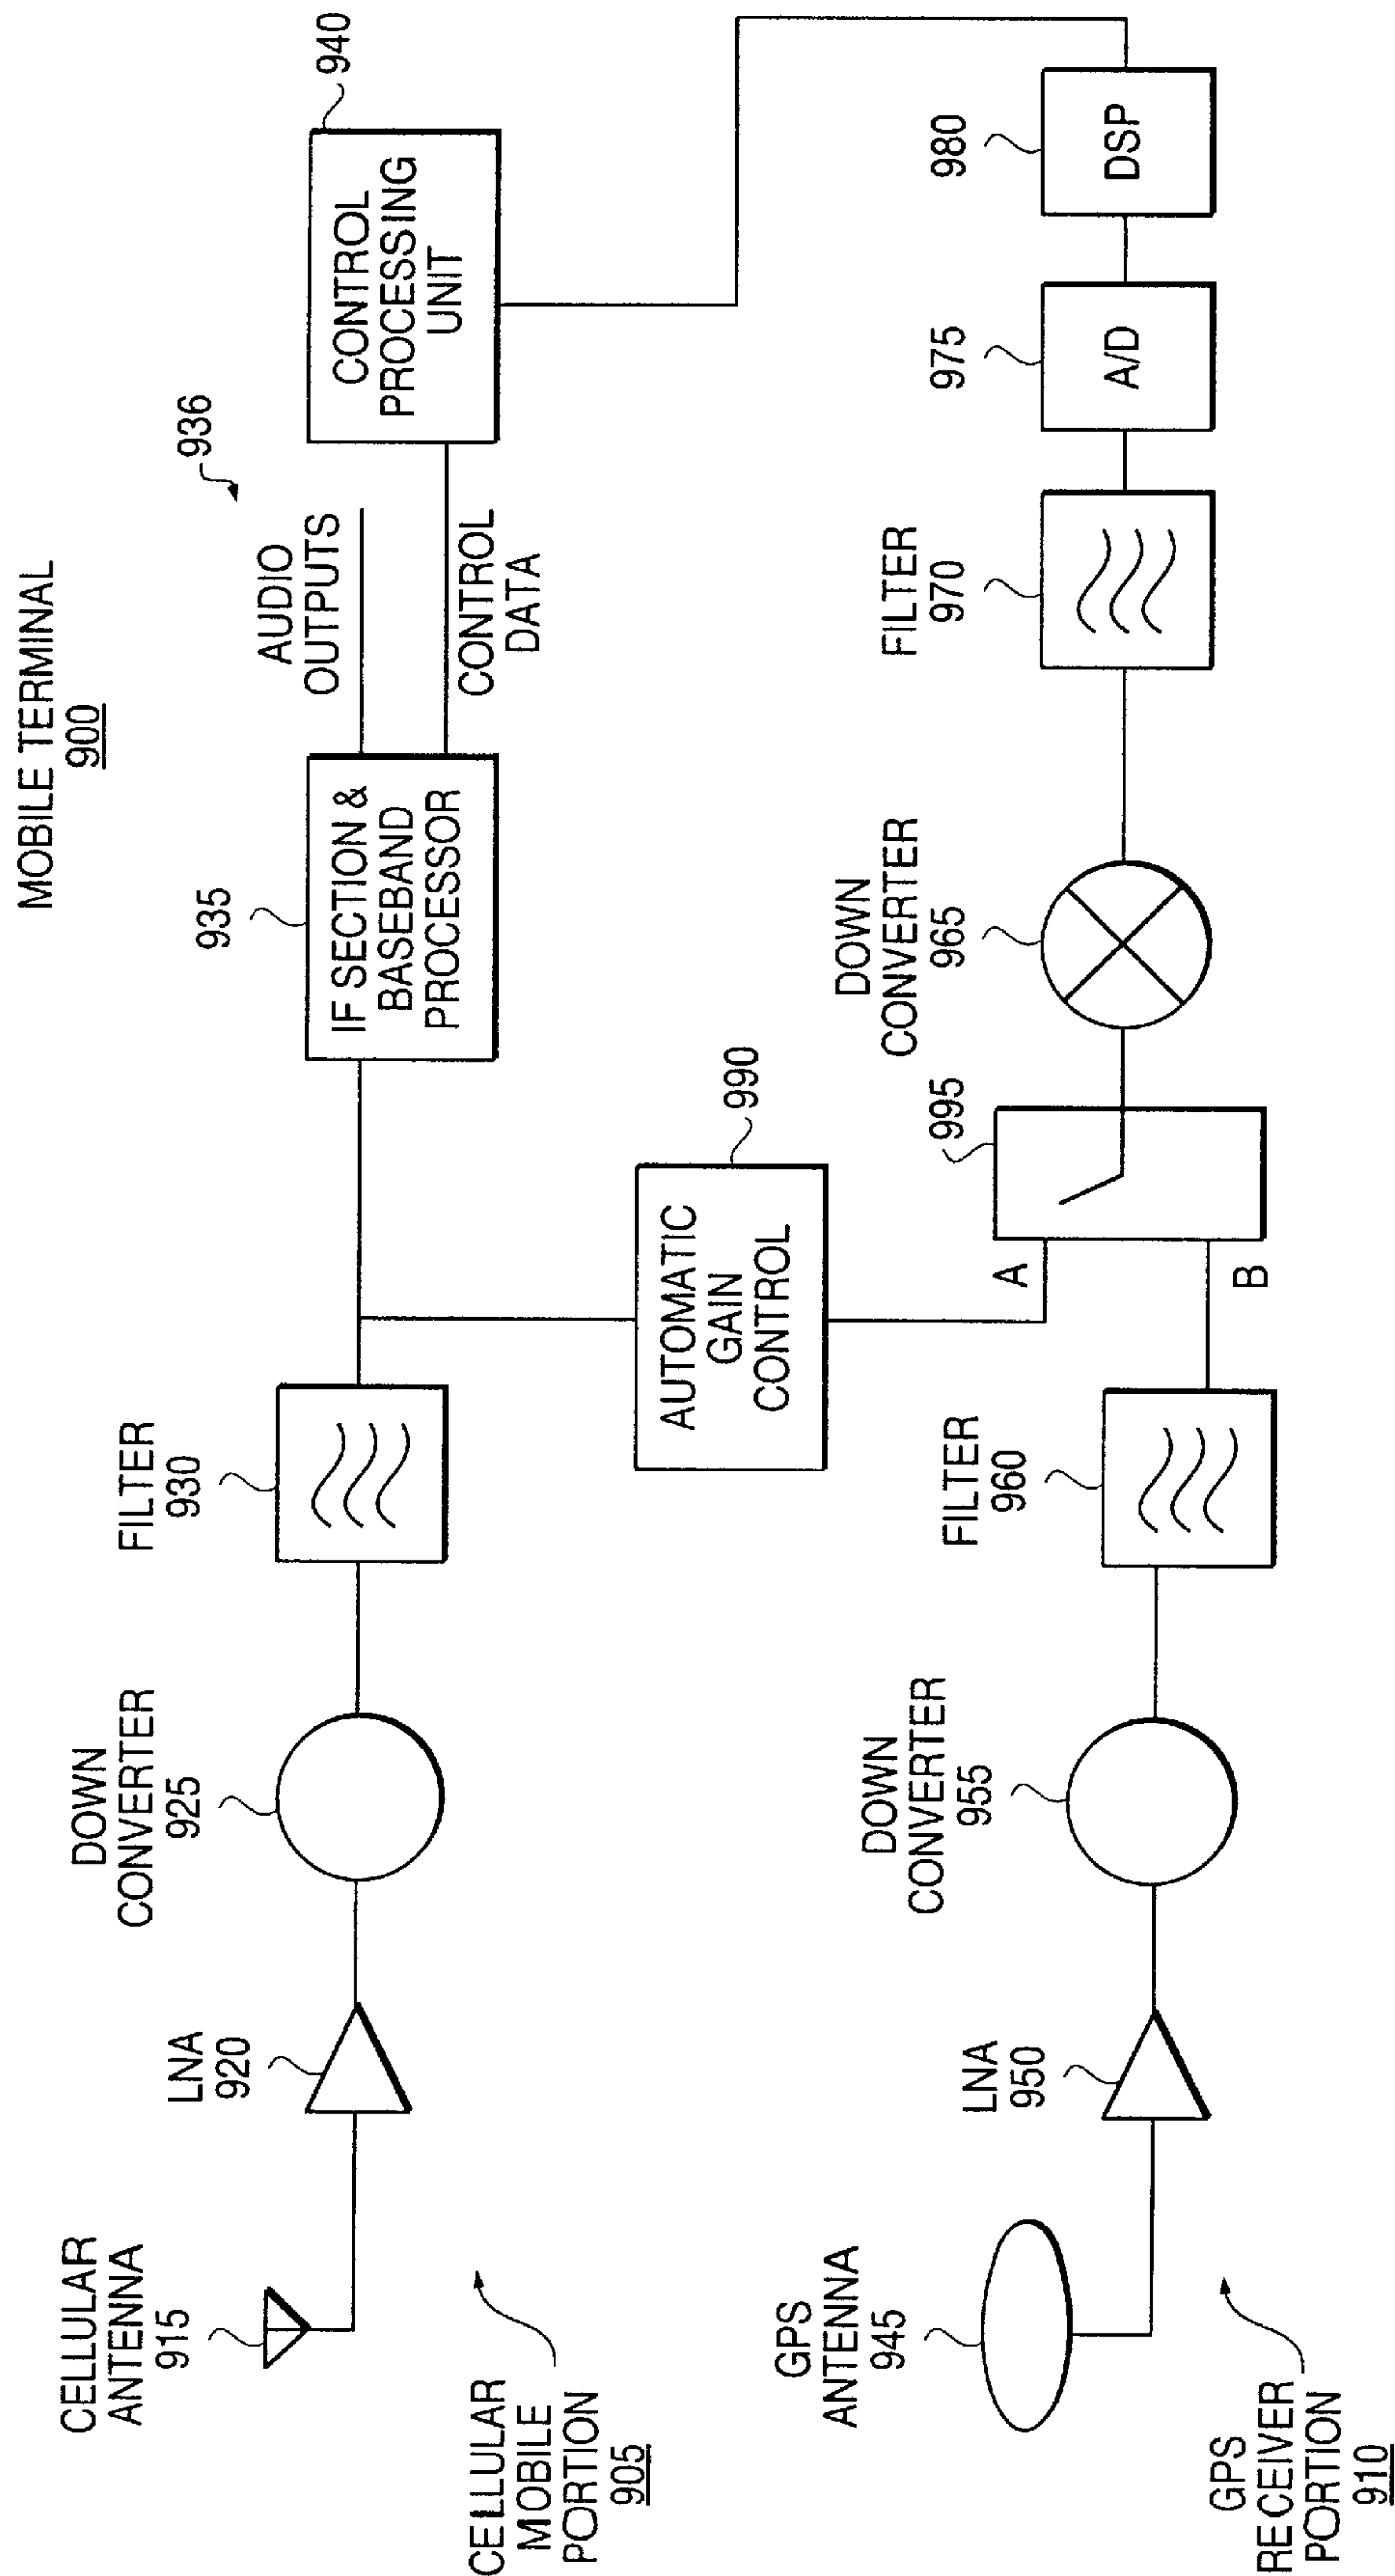 MOBILE TERMINAL
900
CELLULAR
ANTENNA
915
LNA
920
DOWN
CONVERTER
925
FILTER
930
935
IF SECTION &
BASEBAND
PROCESSOR
936
AUDIO
OUTPUTS
CONTROL
DATA
940
CONTROL
PROCESSING
UNIT
CELLULAR
MOBILE
PORTION
905
990
AUTOMATIC
GAIN
CONTROL
GPS
ANTENNA
945
LNA
950
DOWN
CONVERTER
955
FILTER
960
995
A
B
DOWN
CONVERTER
965
FILTER
970
975
A/D
980
DSP
GPS
RECEIVER
PORTION
910